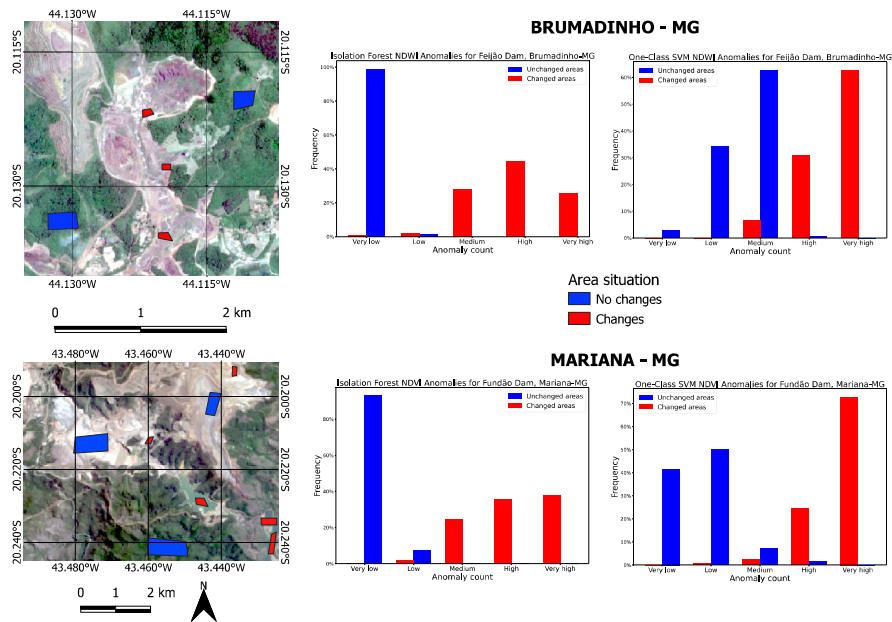 BRUMADINHO - MG
44.130°W 44.115°W
20.115°S 20.115°S
20.130°S 20.130°S
44.130°W 44.115°W
0 1 2 km
Isolation Forest NDWI Anomalies for Feijão Dam, Brumadinho-MG
Unchanged areas
Changed areas
Frequency
100%
80%
60%
40%
20%
0%
Very low Low Medium High Very high
Anomaly count
One-Class SVM NDWI Anomalies for Feijão Dam, Brumadinho-MG
Unchanged areas
Changed areas
Frequency
60%
50%
40%
30%
20%
10%
0%
Very low Low Medium High Very high
Anomaly count
Area situation
No changes
Changes
MARIANA - MG
43.480°W 43.460°W 43.440°W
20.200°S 20.200°S
20.220°S 20.220°S
20.240°S 20.240°S
43.480°W 43.460°W 43.440°W
0 1 2 km
N
Isolation Forest NDVI Anomalies for Fundão Dam, Mariana-MG
Unchanged areas
Changed areas
Frequency
80%
60%
40%
20%
0%
Very low Low Medium High Very high
Anomaly count
One-Class SVM NDVI Anomalies for Fundão Dam, Mariana-MG
Unchanged areas
Changed areas
Frequency
70%
60%
50%
40%
30%
20%
10%
0%
Very low Low Medium High Very high
Anomaly count